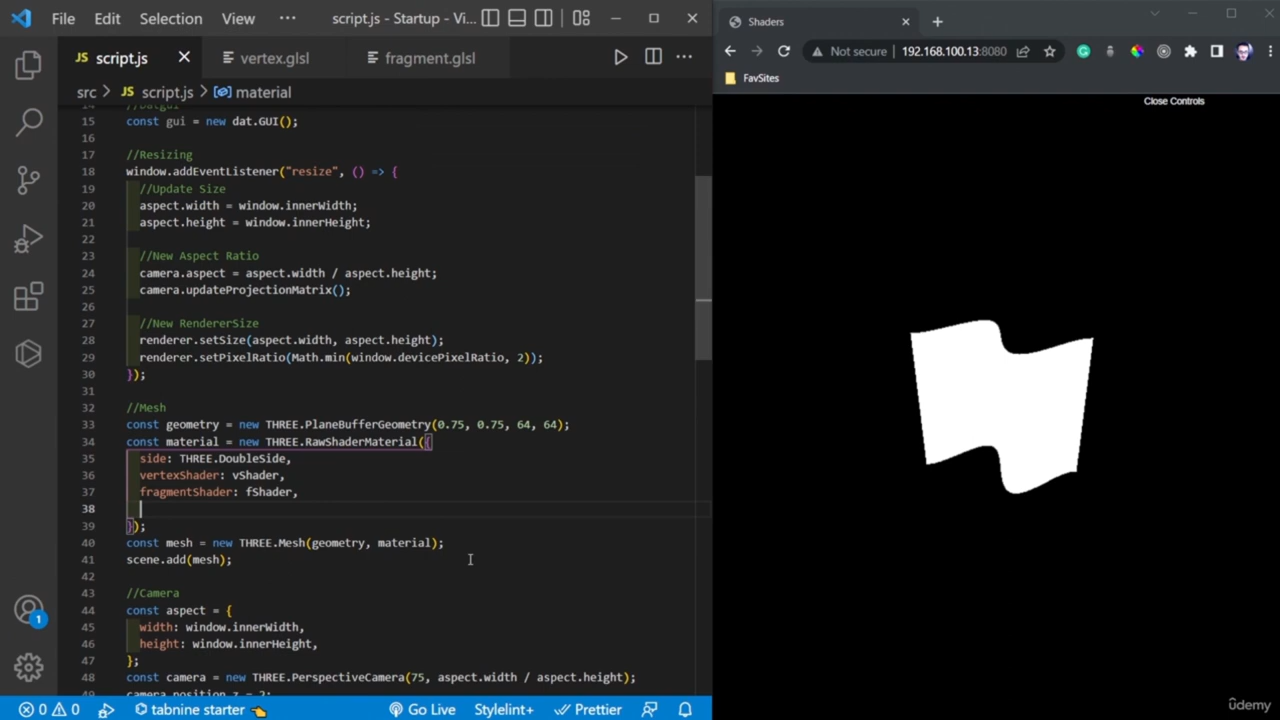 File Edit Selection View ··· script.js - Startup - Vi...
script.js vertex.glsl fragment.glsl ···
src > script.js > material
15 const gui = new dat.GUI();
16
17 //Resizing
18 window.addEventListener("resize", () => {
19 //Update Size
20 aspect.width = window.innerWidth;
21 aspect.height = window.innerHeight;
22
23 //New Aspect Ratio
24 camera.aspect = aspect.width / aspect.height;
25 camera.updateProjectionMatrix();
26
27 //New RendererSize
28 renderer.setSize(aspect.width, aspect.height);
29 renderer.setPixelRatio(Math.min(window.devicePixelRatio, 2));
30 });
31
32 //Mesh
33 const geometry = new THREE.PlaneBufferGeometry(0.75, 0.75, 64, 64);
34 const material = new THREE.RawShaderMaterial({
35 side: THREE.DoubleSide,
36 vertexShader: vShader,
37 fragmentShader: fShader,
38
39 });
40 const mesh = new THREE.Mesh(geometry, material);
41 scene.add(mesh);
42
43 //Camera
44 const aspect = {
45 width: window.innerWidth,
46 height: window.innerHeight,
47 };
48 const camera = new THREE.PerspectiveCamera(75, aspect.width / aspect.height);
49 camera.position.z = 2;
1
0 0 tabnine starter Go Live Stylelint+ Prettier
Shaders
Not secure 192.168.100.13:8080
FavSites
Close Controls
ûdemy